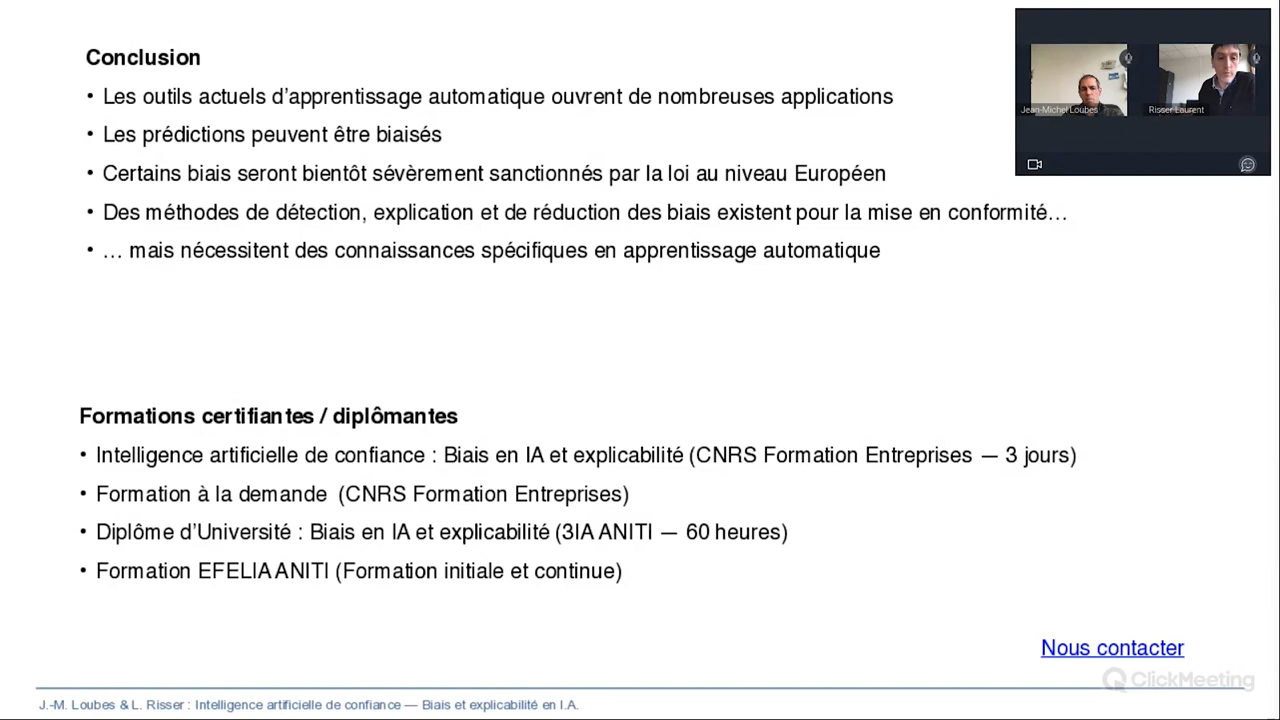 Conclusion
• Les outils actuels d'apprentissage automatique ouvrent de nombreuses applications
• Les prédictions peuvent être biaisés
• Certains biais seront bientôt sévèrement sanctionnés par la loi au niveau Européen
• Des méthodes de détection, explication et de réduction des biais existent pour la mise en conformité…
• … mais nécessitent des connaissances spécifiques en apprentissage automatique
Jean-Michel Loubes
Risser Laurent
Formations certifiantes / diplômantes
• Intelligence artificielle de confiance : Biais en IA et explicabilité (CNRS Formation Entreprises — 3 jours)
• Formation à la demande (CNRS Formation Entreprises)
• Diplôme d'Université : Biais en IA et explicabilité (3IA ANITI — 60 heures)
• Formation EFELIA ANITI (Formation initiale et continue)
Nous contacter
ClickMeeting
J.-M. Loubes & L. Risser : Intelligence artificielle de confiance — Biais et explicabilité en I.A.